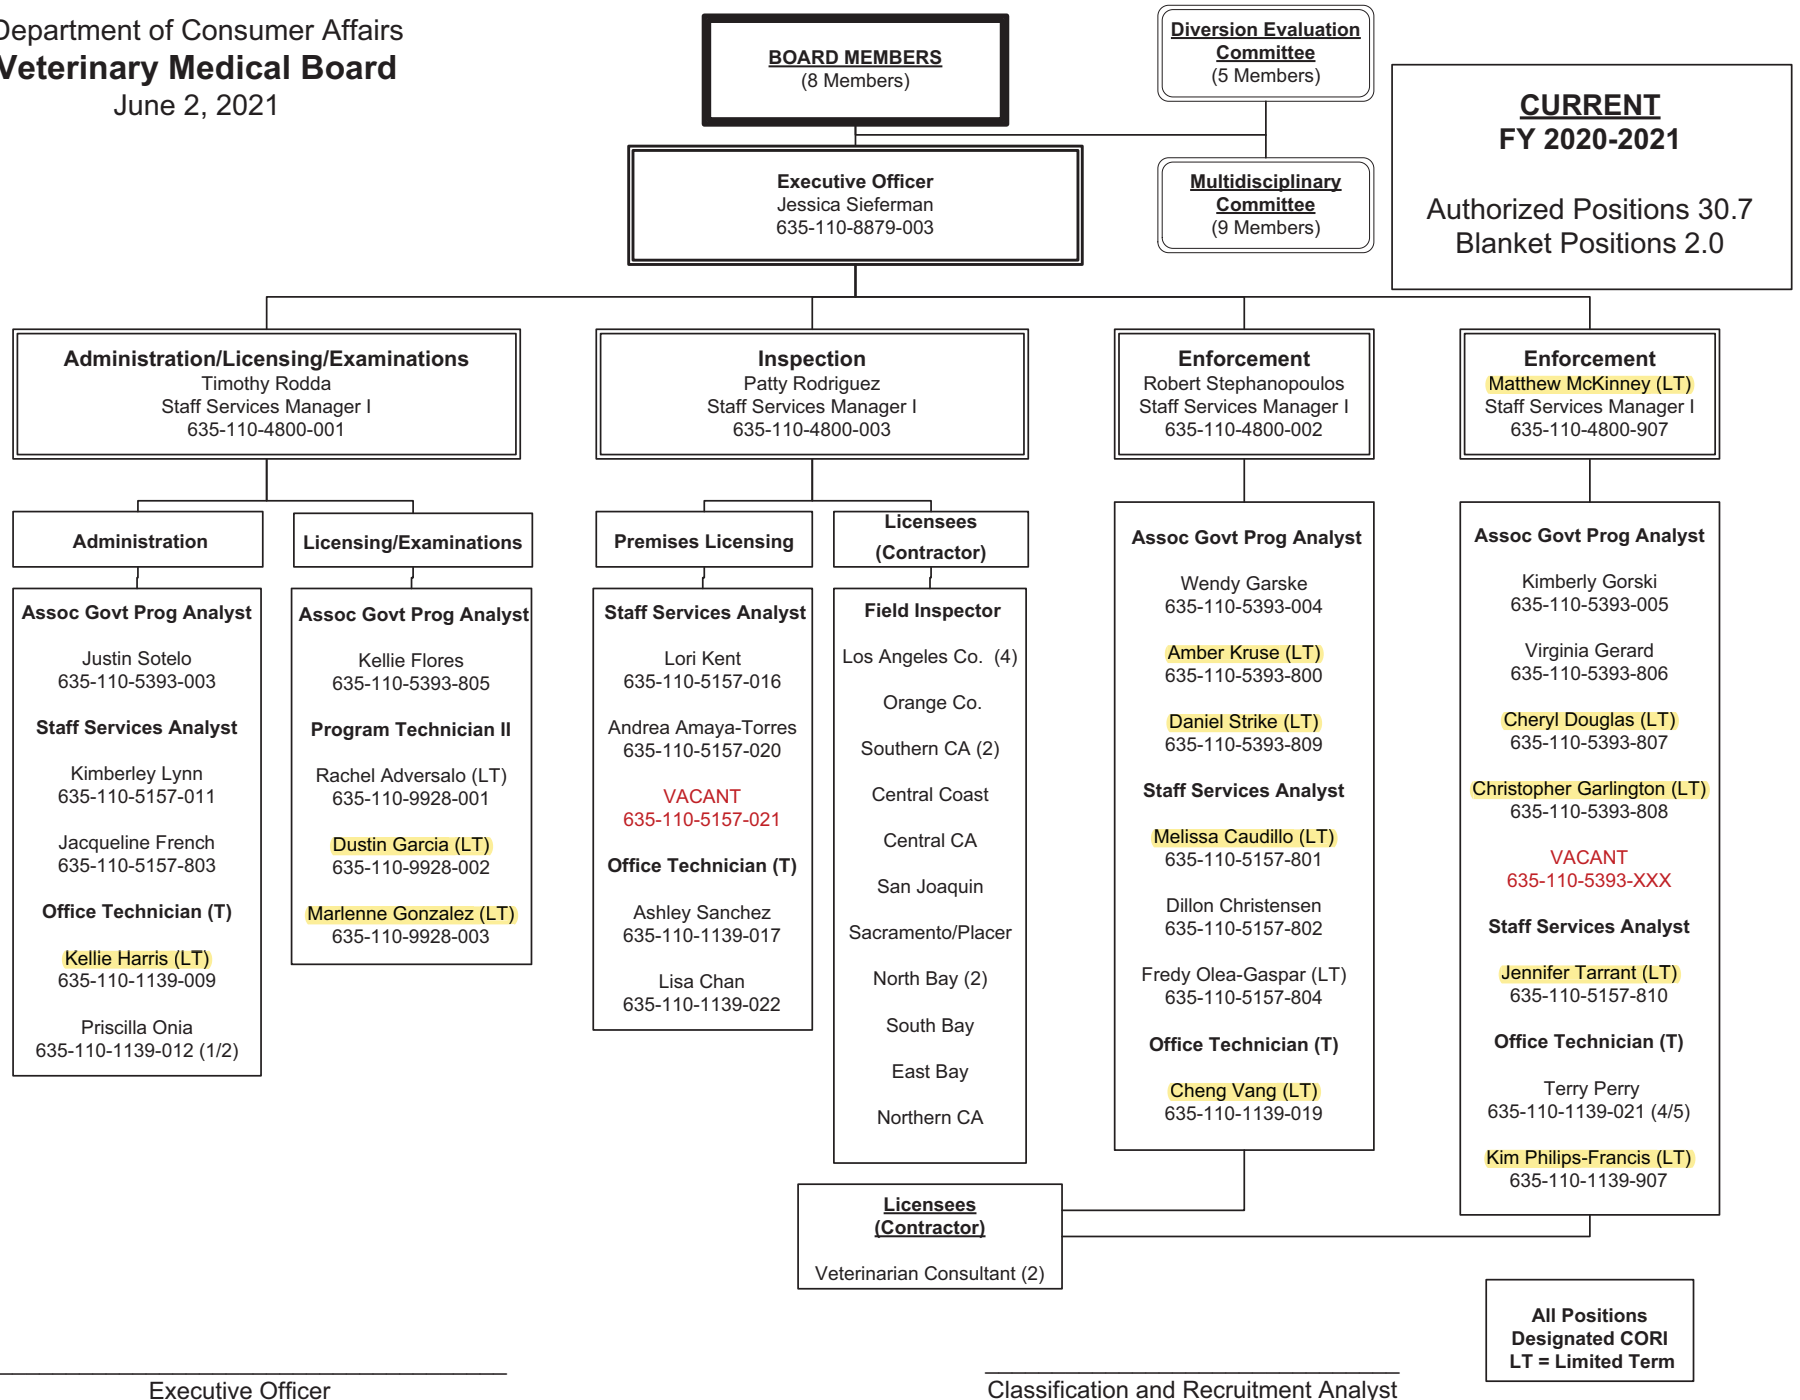 Department of Consumer Affairs
Veterinary Medical Board
June 2, 2021
BOARD MEMBERS
(8 Members)
Diversion Evaluation
Committee
(5 Members)
CURRENT
FY 2020-2021
Authorized Positions 30.7
Blanket Positions 2.0
Executive Officer
Jessica Sieferman
635-110-8879-003
Multidisciplinary
Committee
(9 Members)
Administration/Licensing/Examinations
Timothy Rodda
Staff Services Manager I
635-110-4800-001
Inspection
Patty Rodriguez
Staff Services Manager I
635-110-4800-003
Enforcement
Robert Stephanopoulos
Staff Services Manager I
635-110-4800-002
Enforcement
Matthew McKinney (LT)
Staff Services Manager I
635-110-4800-907
Administration
Assoc Govt Prog Analyst
Justin Sotelo
635-110-5393-003
Staff Services Analyst
Kimberley Lynn
635-110-5157-011
Jacqueline French
635-110-5157-803
Office Technician (T)
Kellie Harris (LT)
635-110-1139-009
Priscilla Onia
635-110-1139-012 (1/2)
Licensing/Examinations
Assoc Govt Prog Analyst
Kellie Flores
635-110-5393-805
Program Technician II
Rachel Adversalo (LT)
635-110-9928-001
Dustin Garcia (LT)
635-110-9928-002
Marlenne Gonzalez (LT)
635-110-9928-003
Premises Licensing
Staff Services Analyst
Lori Kent
635-110-5157-016
Andrea Amaya-Torres
635-110-5157-020
VACANT
635-110-5157-021
Office Technician (T)
Ashley Sanchez
635-110-1139-017
Lisa Chan
635-110-1139-022
Licensees
(Contractor)
Field Inspector
Los Angeles Co. (4)
Orange Co.
Southern CA (2)
Central Coast
Central CA
San Joaquin
Sacramento/Placer
North Bay (2)
South Bay
East Bay
Northern CA
Assoc Govt Prog Analyst
Wendy Garske
635-110-5393-004
Amber Kruse (LT)
635-110-5393-800
Daniel Strike (LT)
635-110-5393-809
Staff Services Analyst
Melissa Caudillo (LT)
635-110-5157-801
Dillon Christensen
635-110-5157-802
Fredy Olea-Gaspar (LT)
635-110-5157-804
Office Technician (T)
Cheng Vang (LT)
635-110-1139-019
Assoc Govt Prog Analyst
Kimberly Gorski
635-110-5393-005
Virginia Gerard
635-110-5393-806
Cheryl Douglas (LT)
635-110-5393-807
Christopher Garlington (LT)
635-110-5393-808
VACANT
635-110-5393-XXX
Staff Services Analyst
Jennifer Tarrant (LT)
635-110-5157-810
Office Technician (T)
Terry Perry
635-110-1139-021 (4/5)
Kim Philips-Francis (LT)
635-110-1139-907
Licensees
(Contractor)
Veterinarian Consultant (2)
All Positions
Designated CORI
LT = Limited Term
Executive Officer
Classification and Recruitment Analyst